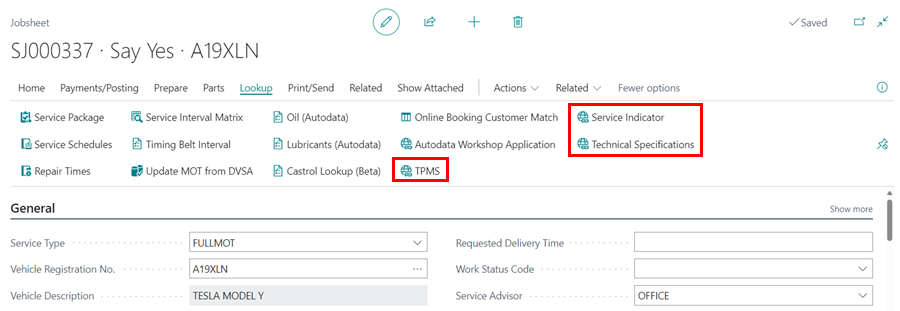 Jobsheet
Saved
SJ000337 · Say Yes · A19XLN
Home Payments/Posting Prepare Parts Lookup Print/Send Related Show Attached Actions Related Fewer options
Service Package Service Interval Matrix Oil (Autodata) Online Booking Customer Match Service Indicator
Service Schedules Timing Belt Interval Lubricants (Autodata) Autodata Workshop Application Technical Specifications
Repair Times Update MOT from DVSA Castrol Lookup (Beta) TPMS
General Show more
Service Type FULLMOT Requested Delivery Time
Vehicle Registration No. A19XLN Work Status Code
Vehicle Description TESLA MODEL Y Service Advisor OFFICE